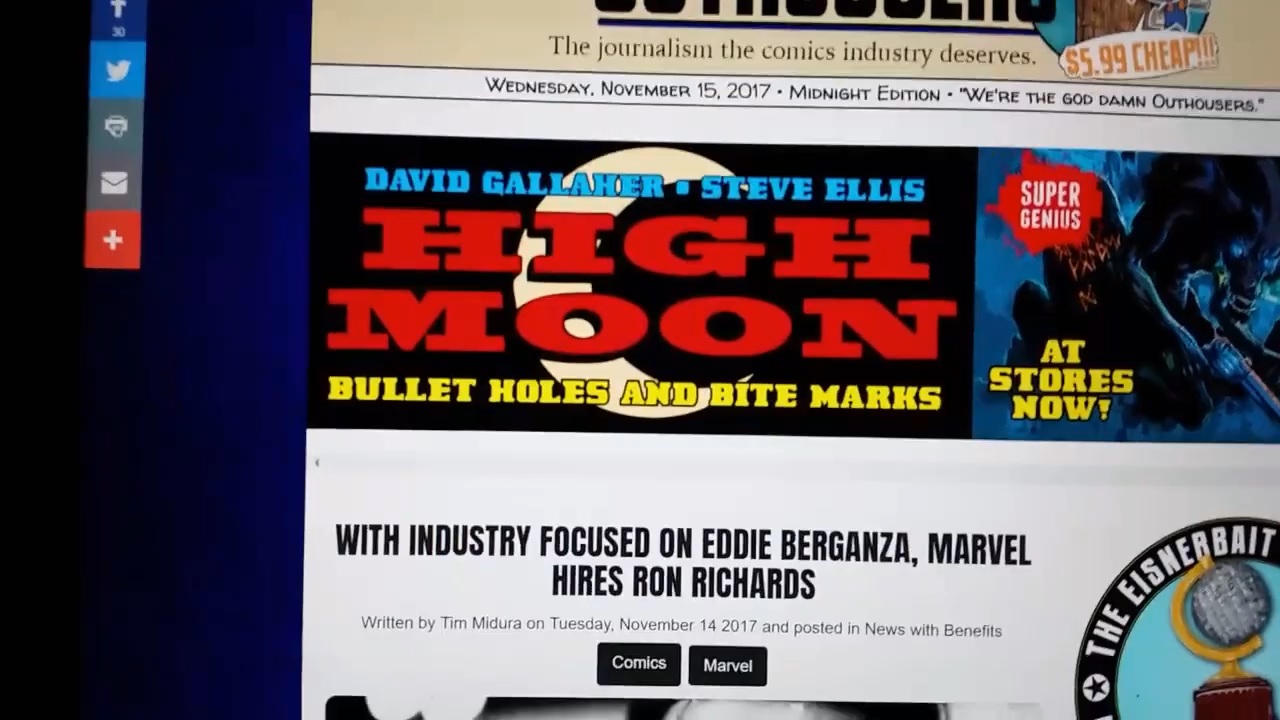 30
The journalism the comics industry deserves.
$5.99 CHEAP!!!
WEDNESDAY, NOVEMBER 15, 2017 • MIDNIGHT EDITION • "WE'RE THE GOD DAMN OUTHOUSERS."
DAVID GALLAHER • STEVE ELLIS
HIGH
MOON
BULLET HOLES AND BITE MARKS
SUPER
GENIUS
AT
STORES
NOW!
WITH INDUSTRY FOCUSED ON EDDIE BERGANZA, MARVEL
HIRES RON RICHARDS
Written by Tim Midura on Tuesday, November 14 2017 and posted in News with Benefits
Comics
Marvel
THE EISNERBAIT